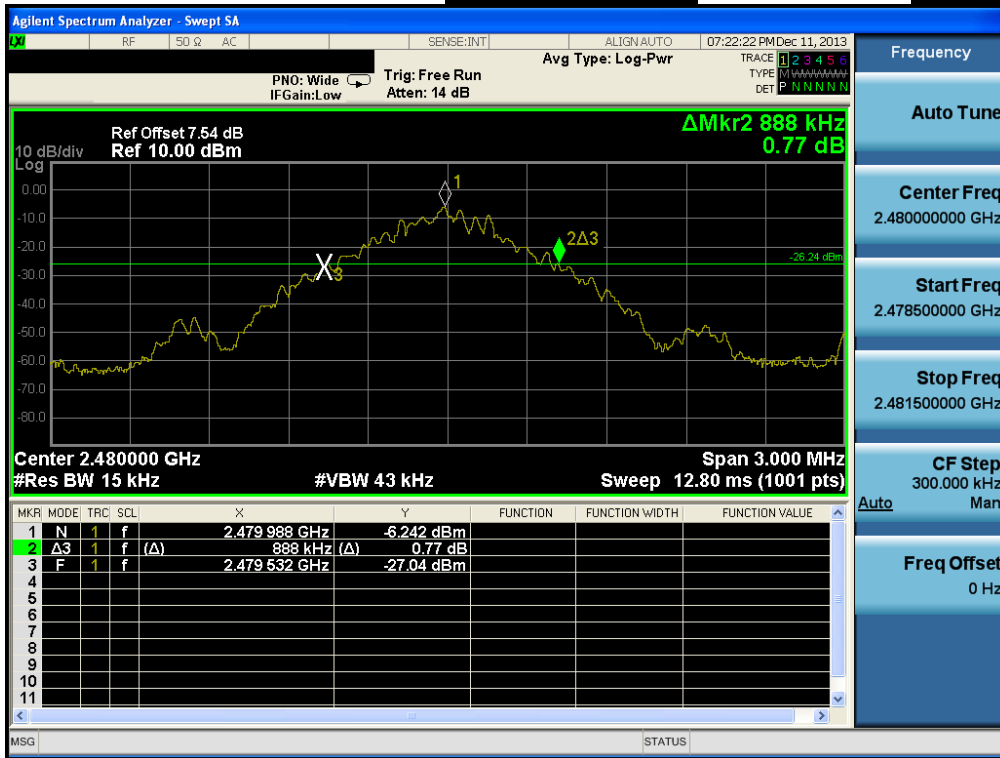 Agilent Spectrum Analyzer - Swept SA
LXI RF 50 Ω AC SENSE:INT ALIGN AUTO 07:22:22 PM Dec 11, 2013
Avg Type: Log-Pwr
TRACE 1 2 3 4 5 6
TYPE M
DET P N N N N N
PNO: Wide
IFGain:Low
Trig: Free Run
Atten: 14 dB
Ref Offset 7.54 dB
Ref 10.00 dBm
ΔMkr2 888 kHz
0.77 dB
10 dB/div
Log
0.00
-10.0
-20.0
-30.0
-40.0
-50.0
-60.0
-70.0
-80.0
1
2Δ3
3
-26.24 dBm
Center 2.480000 GHz
Span 3.000 MHz
#Res BW 15 kHz
#VBW 43 kHz
Sweep 12.80 ms (1001 pts)
MKR MODE TRC SCL X Y FUNCTION FUNCTION WIDTH FUNCTION VALUE
1 N 1 f 2.479 988 GHz -6.242 dBm
2 Δ3 1 f (Δ) 888 kHz (Δ) 0.77 dB
3 F 1 f 2.479 532 GHz -27.04 dBm
4
5
6
7
8
9
10
11
MSG
STATUS
Frequency
Auto Tune
Center Freq
2.480000000 GHz
Start Freq
2.478500000 GHz
Stop Freq
2.481500000 GHz
CF Step
300.000 kHz
Auto Man
Freq Offset
0 Hz